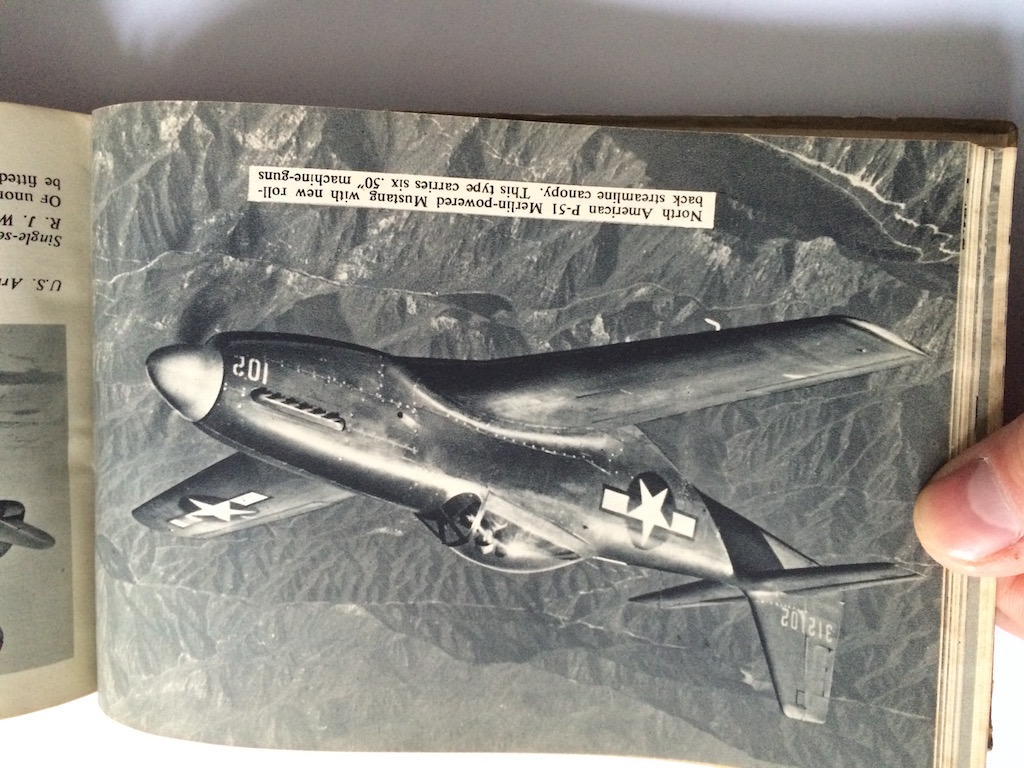 North American P-51 Merlin-powered Mustang with new roll-
back streamline canopy. This type carries six .50″ machine-guns
102
312102
U.S. Ar
Single-se
R. J. W
Of unor
be fitted